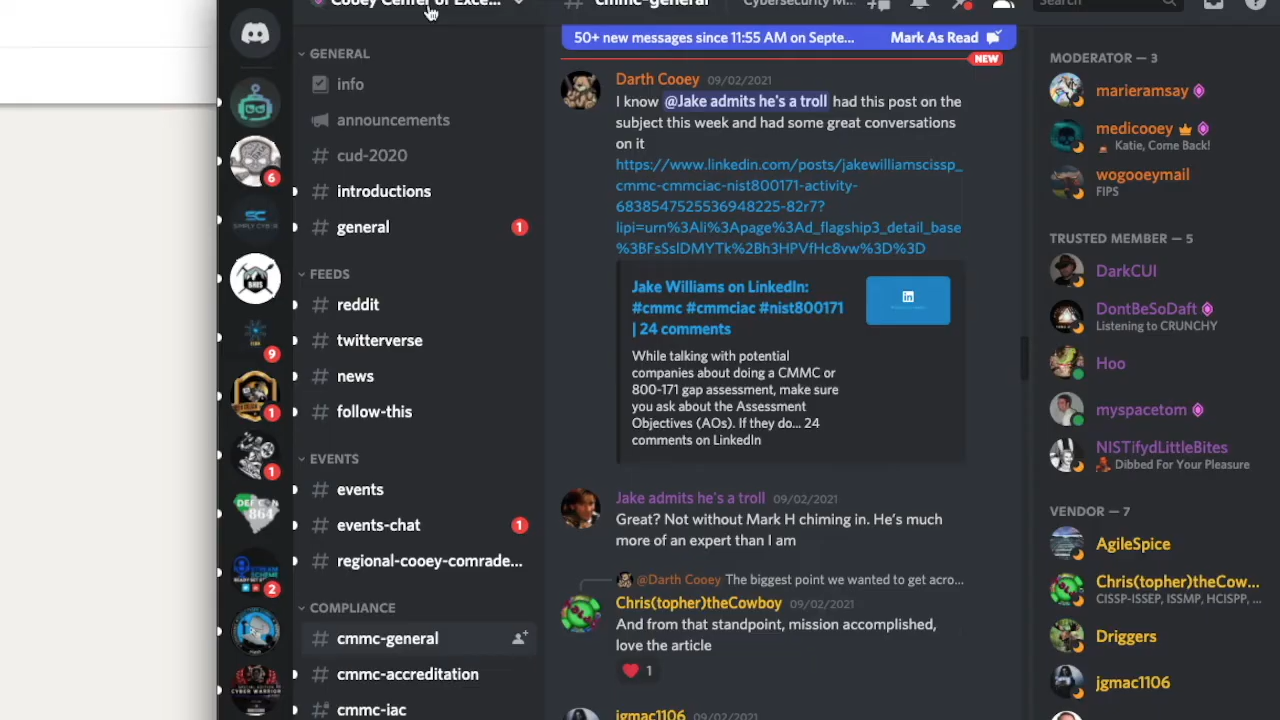 Cooey Center of Exce...
cmmc-general
Cybersecurity M...
Search
GENERAL
info
announcements
cud-2020
introductions
general
1
FEEDS
reddit
twitterverse
news
follow-this
EVENTS
events
events-chat
1
regional-cooey-comrade...
COMPLIANCE
cmmc-general
cmmc-accreditation
cmmc-iac
6
9
1
1
2
50+ new messages since 11:55 AM on Septe...
Mark As Read
NEW
Darth Cooey 09/02/2021
I know @Jake admits he's a troll had this post on the
subject this week and had some great conversations
on it
https://www.linkedin.com/posts/jakewilliamscissp_
cmmc-cmmciac-nist800171-activity-
6838547525536948225-82r7?
lipi=urn%3Ali%3Apage%3Ad_flagship3_detail_base
%3BFsSslDMYTk%2Bh3HPVfHc8vw%3D%3D
Jake Williams on LinkedIn:
#cmmc #cmmciac #nist800171
| 24 comments
While talking with potential
companies about doing a CMMC or
800-171 gap assessment, make sure
you ask about the Assessment
Objectives (AOs). If they do... 24
comments on LinkedIn
Jake admits he's a troll 09/02/2021
Great? Not without Mark H chiming in. He's much
more of an expert than I am
@Darth Cooey The biggest point we wanted to get acro...
Chris(topher)theCowboy 09/02/2021
And from that standpoint, mission accomplished,
love the article
1
jgmac1106 09/02/2021
MODERATOR — 3
marieramsay
medicooey
Katie, Come Back!
wogooeymail
FIPS
TRUSTED MEMBER — 5
DarkCUI
DontBeSoDaft
Listening to CRUNCHY
Hoo
myspacetom
NISTifydLittleBites
Dibbed For Your Pleasure
VENDOR — 7
AgileSpice
Chris(topher)theCow...
CISSP-ISSEP, ISSMP, HCISPP, ...
Driggers
jgmac1106